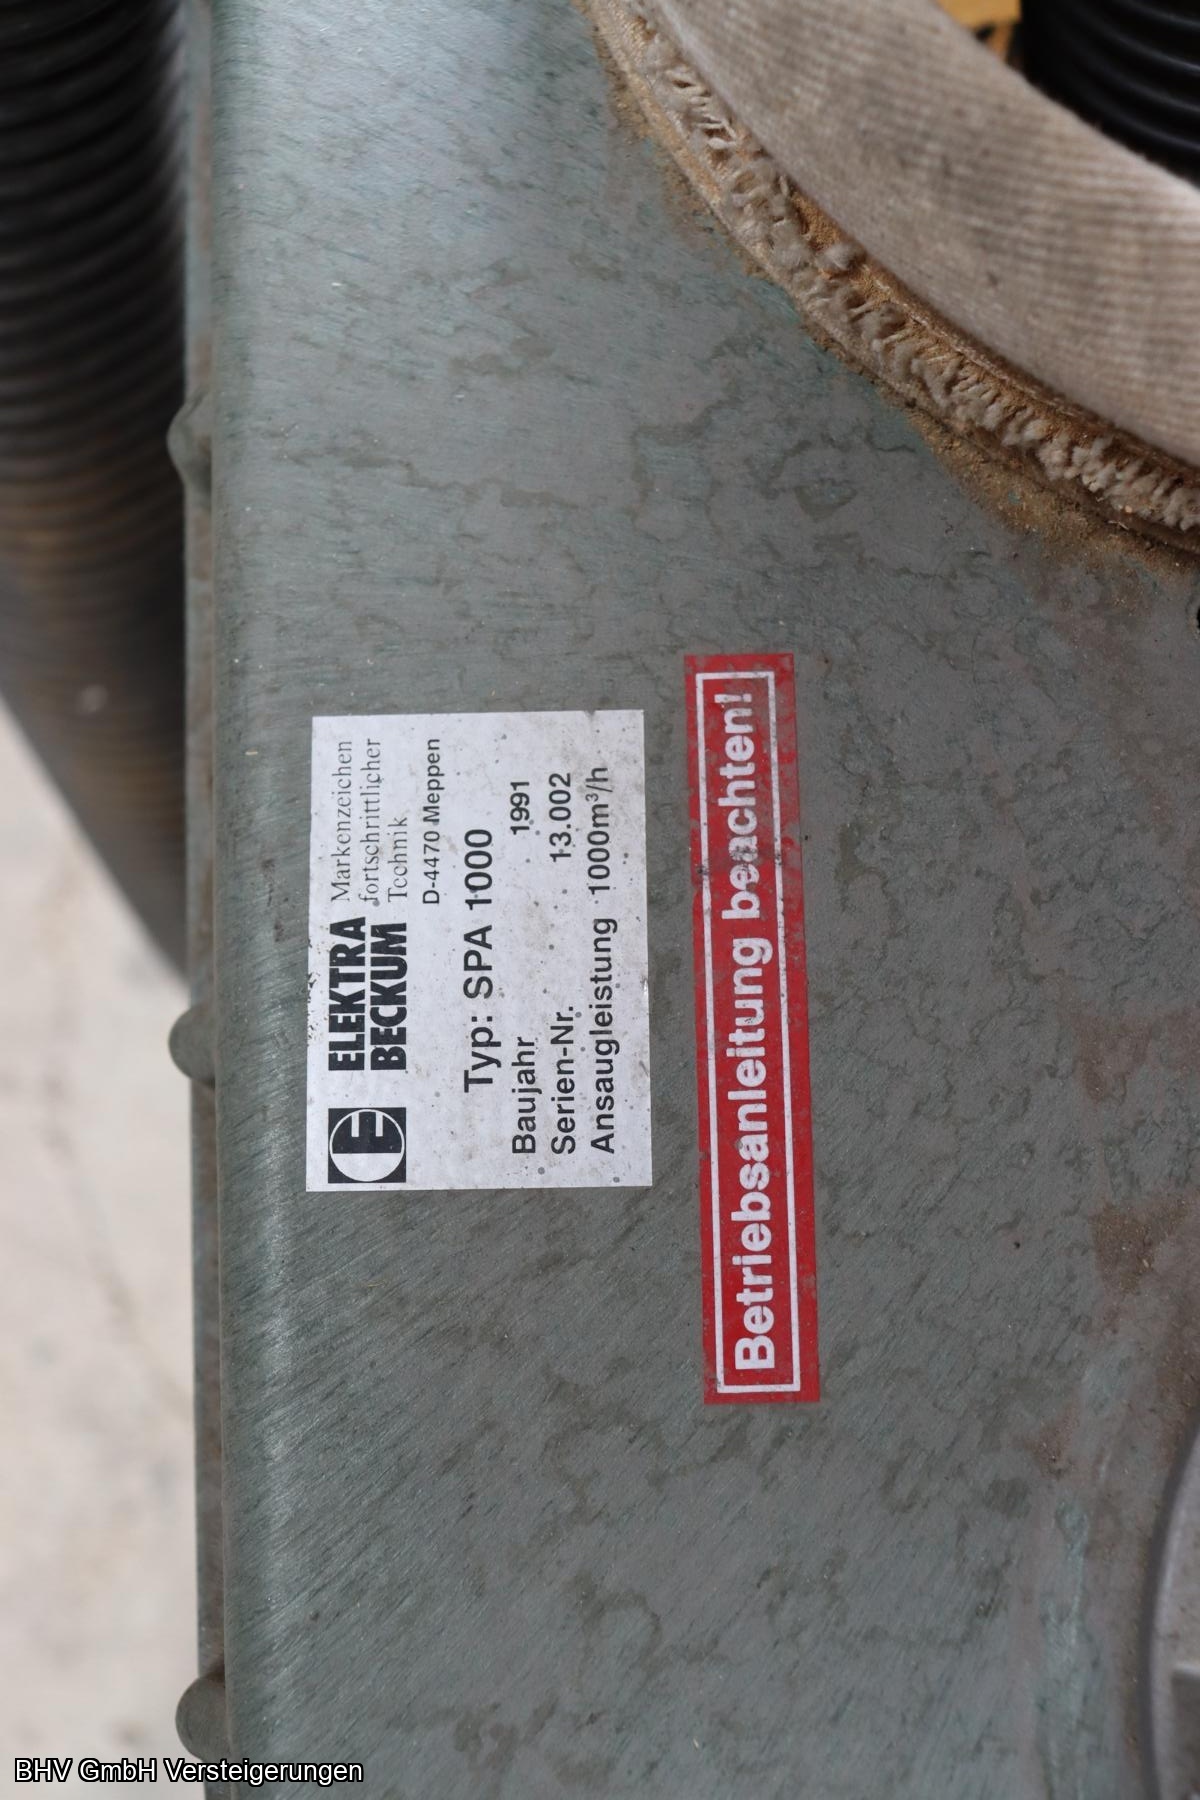 ELEKTRA
BECKUM
Markenzeichen
fortschrittlicher
Technik
D-4470 Meppen
Typ: SPA 1000
Baujahr 1991
Serien-Nr. 13.002
Ansaugleistung 1000m³/h
Betriebsanleitung beachten!
BHV GmbH Versteigerungen